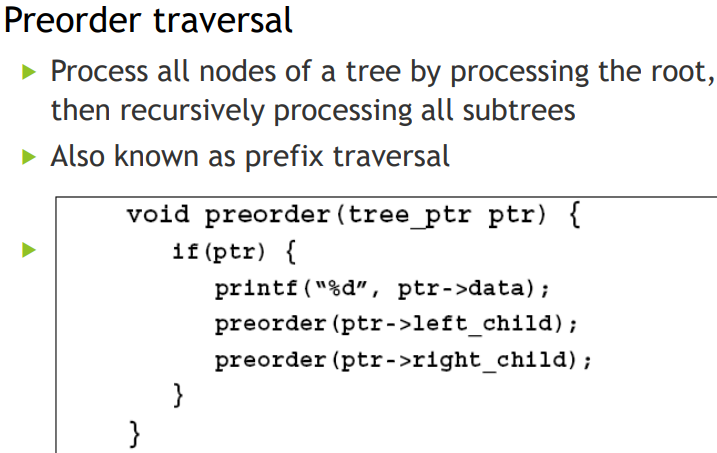 Preorder traversal
Process all nodes of a tree by processing the root,
then recursively processing all subtrees
Also known as prefix traversal
void preorder(tree_ptr ptr) {
if(ptr) {
printf(“%d”, ptr->data);
preorder(ptr->left_child);
preorder(ptr->right_child);
}
}